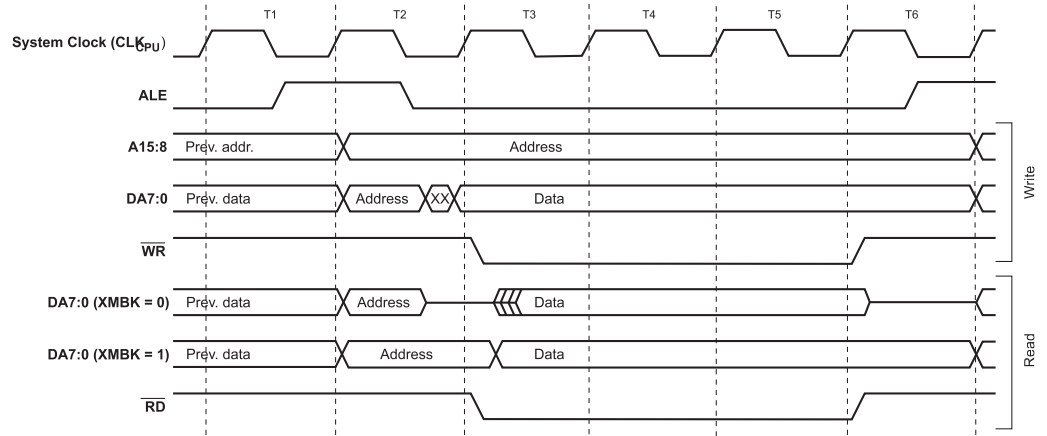 T1 T2 T3 T4 T5 T6
System Clock (CLKCPU)
ALE
A15:8 Prev. addr. Address
DA7:0 Prev. data Address XX Data
WR
Write
DA7:0 (XMBK = 0) Prev. data Address Data
DA7:0 (XMBK = 1) Prev. data Address Data
RD
Read